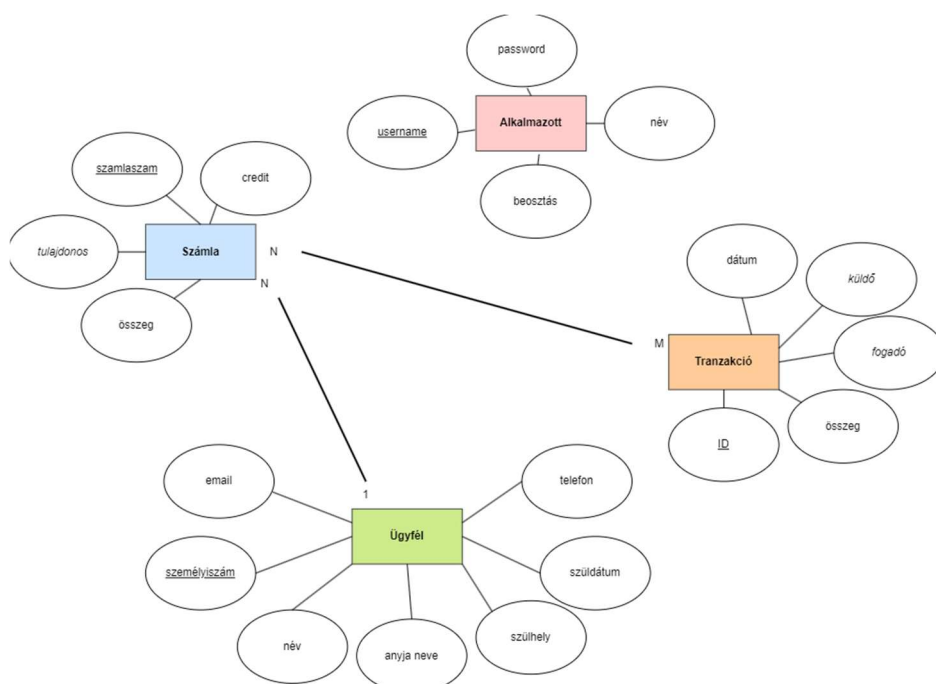 password
Alkalmazott
username
név
beosztás
szamlaszam
credit
tulajdonos
Számla
N
N
összeg
dátum
küldő
M
Tranzakció
fogadó
összeg
ID
email
telefon
1
Ügyfél
személyiszám
szüldátum
név
anyja neve
szülhely